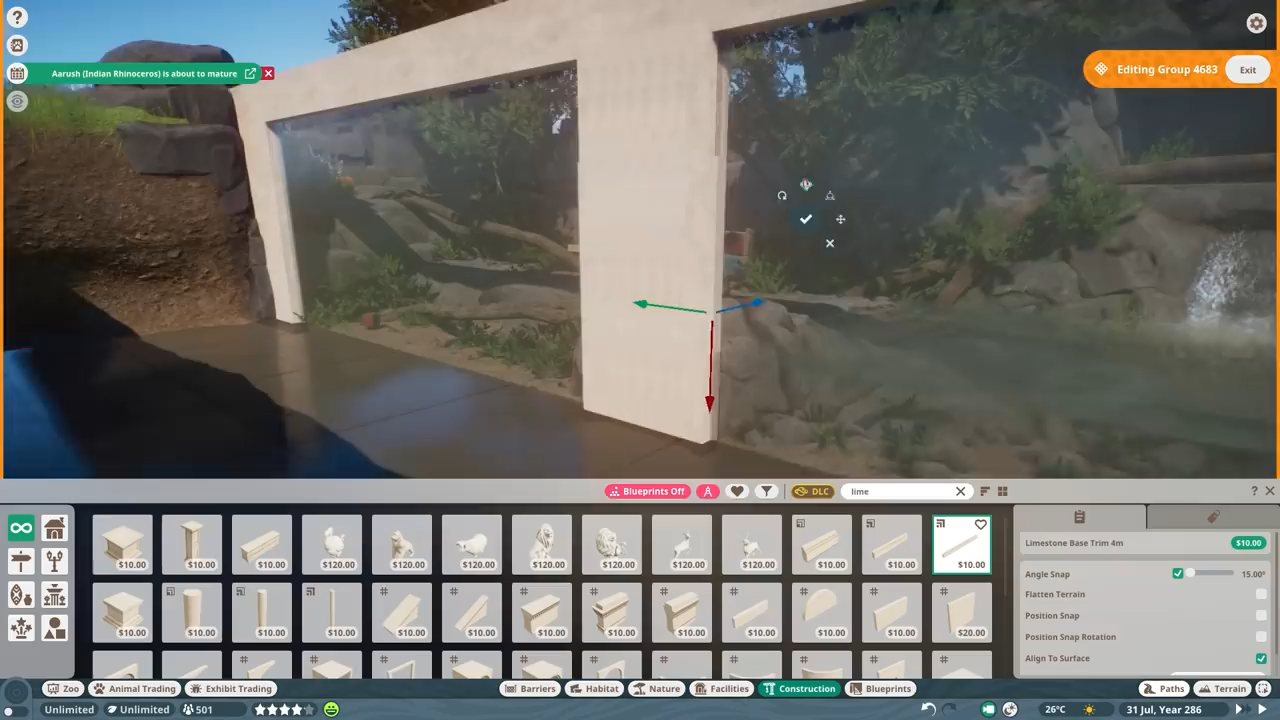 ?
Aarush (Indian Rhinoceros) is about to mature
Editing Group 4683
Exit
Blueprints Off
DLC
lime
?
$10.00 $10.00 $10.00 $120.00 $120.00 $120.00 $120.00 $120.00 $120.00 $120.00 $10.00 $10.00 $10.00
$10.00 $10.00 $10.00 $10.00 $10.00 $10.00 $10.00 $10.00 $10.00 $10.00 $10.00 $10.00 $20.00
Limestone Base Trim 4m $10.00
Angle Snap 15.00°
Flatten Terrain
Position Snap
Position Snap Rotation
Align To Surface
Zoo Animal Trading Exhibit Trading Barriers Habitat Nature Facilities Construction Blueprints Paths Terrain
Unlimited Unlimited 501 26°C 31 Jul, Year 286